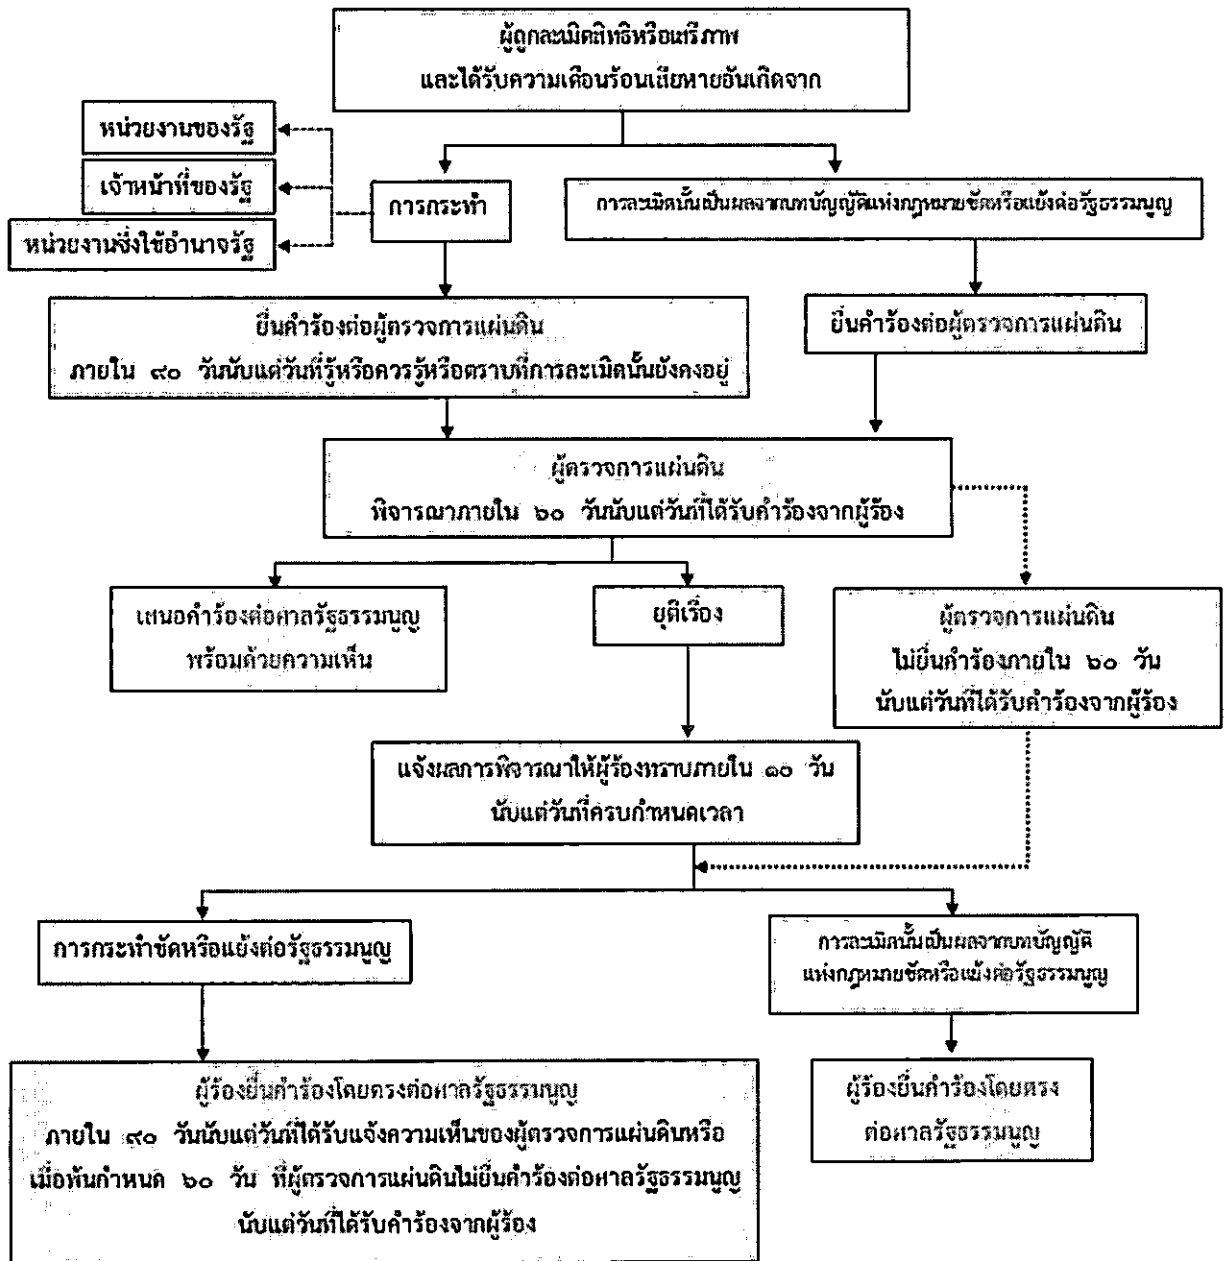 ผู้ถูกละเมิดสิทธิหรือเสรีภาพ
และได้รับความเดือนร้อนเสียหายอันเกิดจาก
หน่วยงานของรัฐ
เจ้าหน้าที่ของรัฐ
หน่วยงานซึ่งใช้อำนาจรัฐ
การกระทำ
การละเมิดนั้นเป็นผลจากบทบัญญัติแห่งกฎหมายขัดหรือแย้งต่อรัฐธรรมนูญ
ยื่นคำร้องต่อผู้ตรวจการแผ่นดิน
ภายใน ๙๐ วันนับแต่วันที่รู้หรือควรรู้หรือตราบที่การละเมิดนั้นยังคงอยู่
ยื่นคำร้องต่อผู้ตรวจการแผ่นดิน
ผู้ตรวจการแผ่นดิน
พิจารณาภายใน ๖๐ วันนับแต่วันที่ได้รับคำร้องจากผู้ร้อง
เสนอคำร้องต่อศาลรัฐธรรมนูญ
พร้อมด้วยความเห็น
ยุติเรื่อง
ผู้ตรวจการแผ่นดิน
ไม่ยื่นคำร้องภายใน ๖๐ วัน
นับแต่วันที่ได้รับคำร้องจากผู้ร้อง
แจ้งผลการพิจารณาให้ผู้ร้องทราบภายใน ๑๐ วัน
นับแต่วันที่ครบกำหนดเวลา
การกระทำขัดหรือแย้งต่อรัฐธรรมนูญ
การละเมิดนั้นเป็นผลจากบทบัญญัติ
แห่งกฎหมายขัดหรือแย้งต่อรัฐธรรมนูญ
ผู้ร้องยื่นคำร้องโดยตรงต่อศาลรัฐธรรมนูญ
ภายใน ๙๐ วันนับแต่วันที่ได้รับแจ้งความเห็นของผู้ตรวจการแผ่นดินหรือ
เมื่อพ้นกำหนด ๖๐ วัน ที่ผู้ตรวจการแผ่นดินไม่ยื่นคำร้องต่อศาลรัฐธรรมนูญ
นับแต่วันที่ได้รับคำร้องจากผู้ร้อง
ผู้ร้องยื่นคำร้องโดยตรง
ต่อศาลรัฐธรรมนูญ